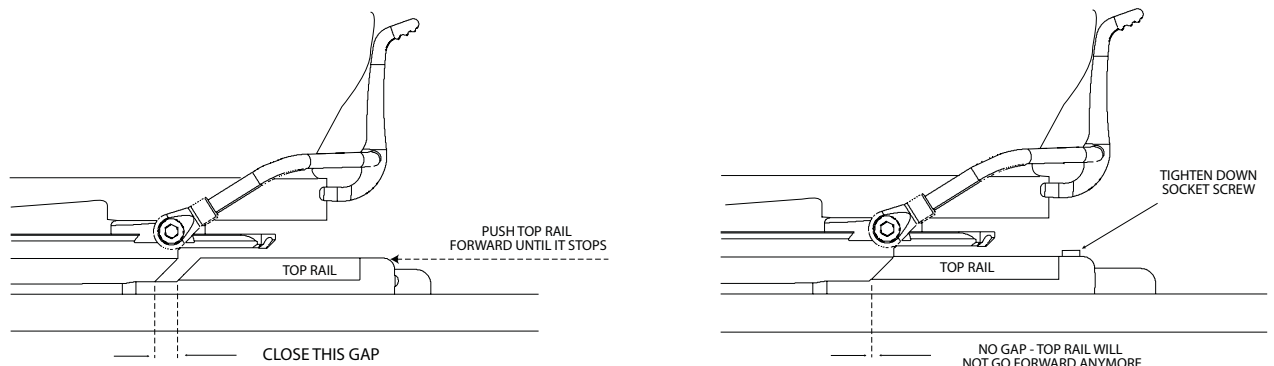 PUSH TOP RAIL
FORWARD UNTIL IT STOPS
TOP RAIL
CLOSE THIS GAP
TIGHTEN DOWN
SOCKET SCREW
TOP RAIL
NO GAP - TOP RAIL WILL
NOT GO FORWARD ANYMORE